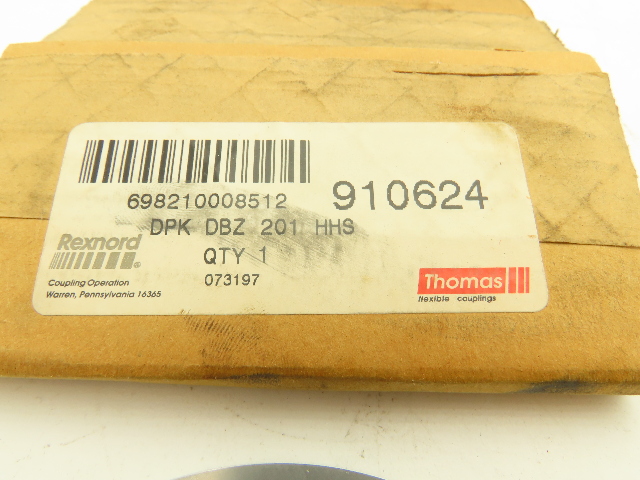 698210008512
910624
DPK DBZ 201 HHS
Rexnord®
QTY 1
Coupling Operation
Warren, Pennsylvania 16365
073197
Thomas
flexible couplings